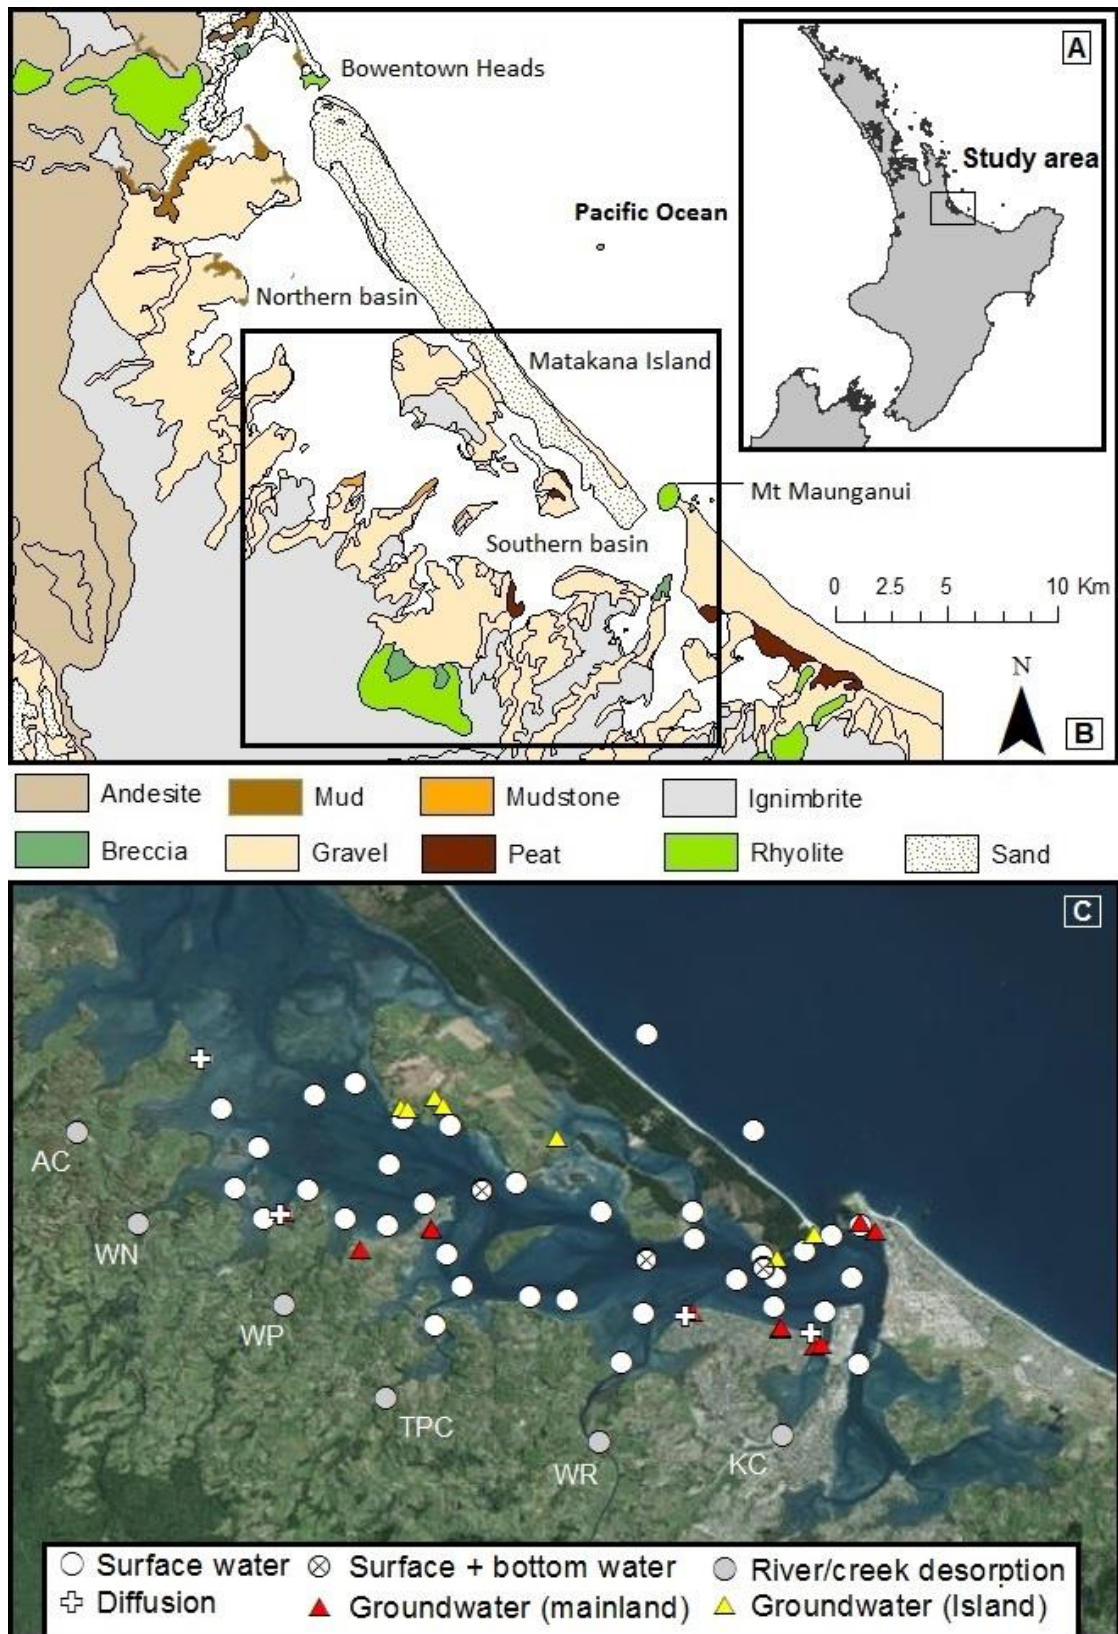 A
Bowentown Heads
Study area
Pacific Ocean
Northern basin
Matakana Island
Mt Maunganui
Southern basin
0 2.5 5 10 Km
N
B
Andesite Mud Mudstone Ignimbrite
Breccia Gravel Peat Rhyolite Sand
C
AC
WN
WP
TPC
WR
KC
Surface water Surface + bottom water River/creek desorption
Diffusion Groundwater (mainland) Groundwater (Island)